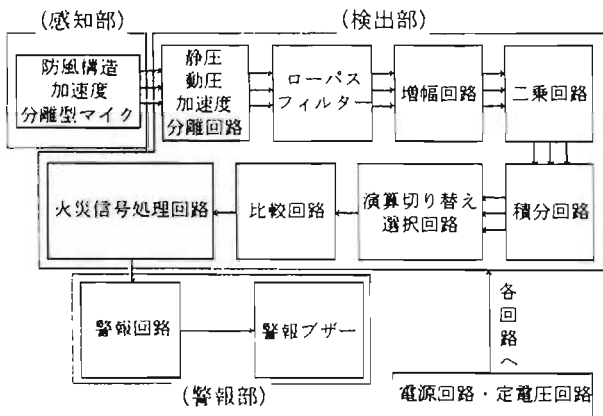 (感知部)
(検出部)
防風構造
加速度
分離型マイク
静圧
動圧
加速度
分離回路
ローパス
フィルター
増幅回路
二乗回路
火災信号処理回路
比較回路
演算切り替え
選択回路
積分回路
警報回路
警報ブザー
(警報部)
各回路へ
電源回路・定電圧回路